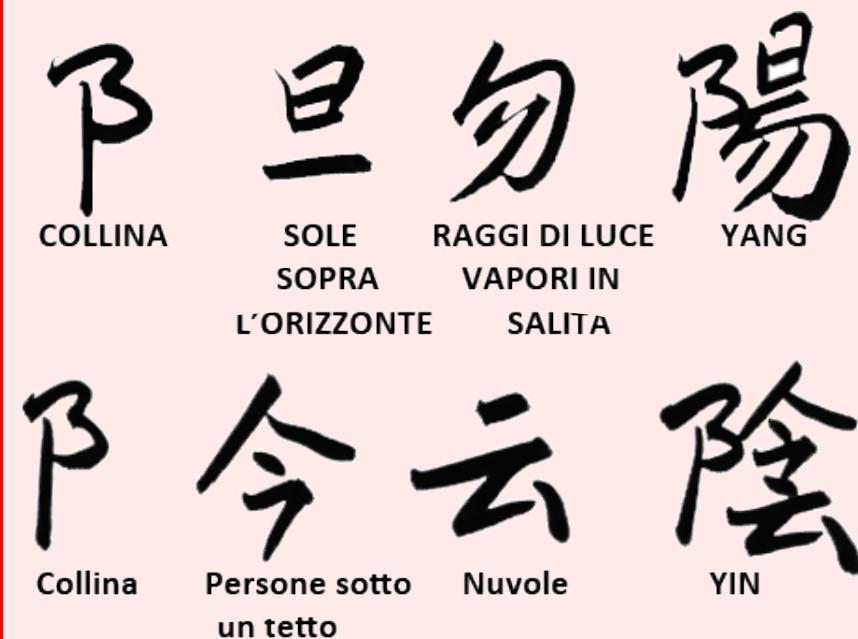 阝 旦 勿 陽
COLLINA SOLE RAGGI DI LUCE YANG
SOPRA VAPORI IN
L'ORIZZONTE SALITA
阝 今 云 陰
Collina Persone sotto Nuvole YIN
un tetto